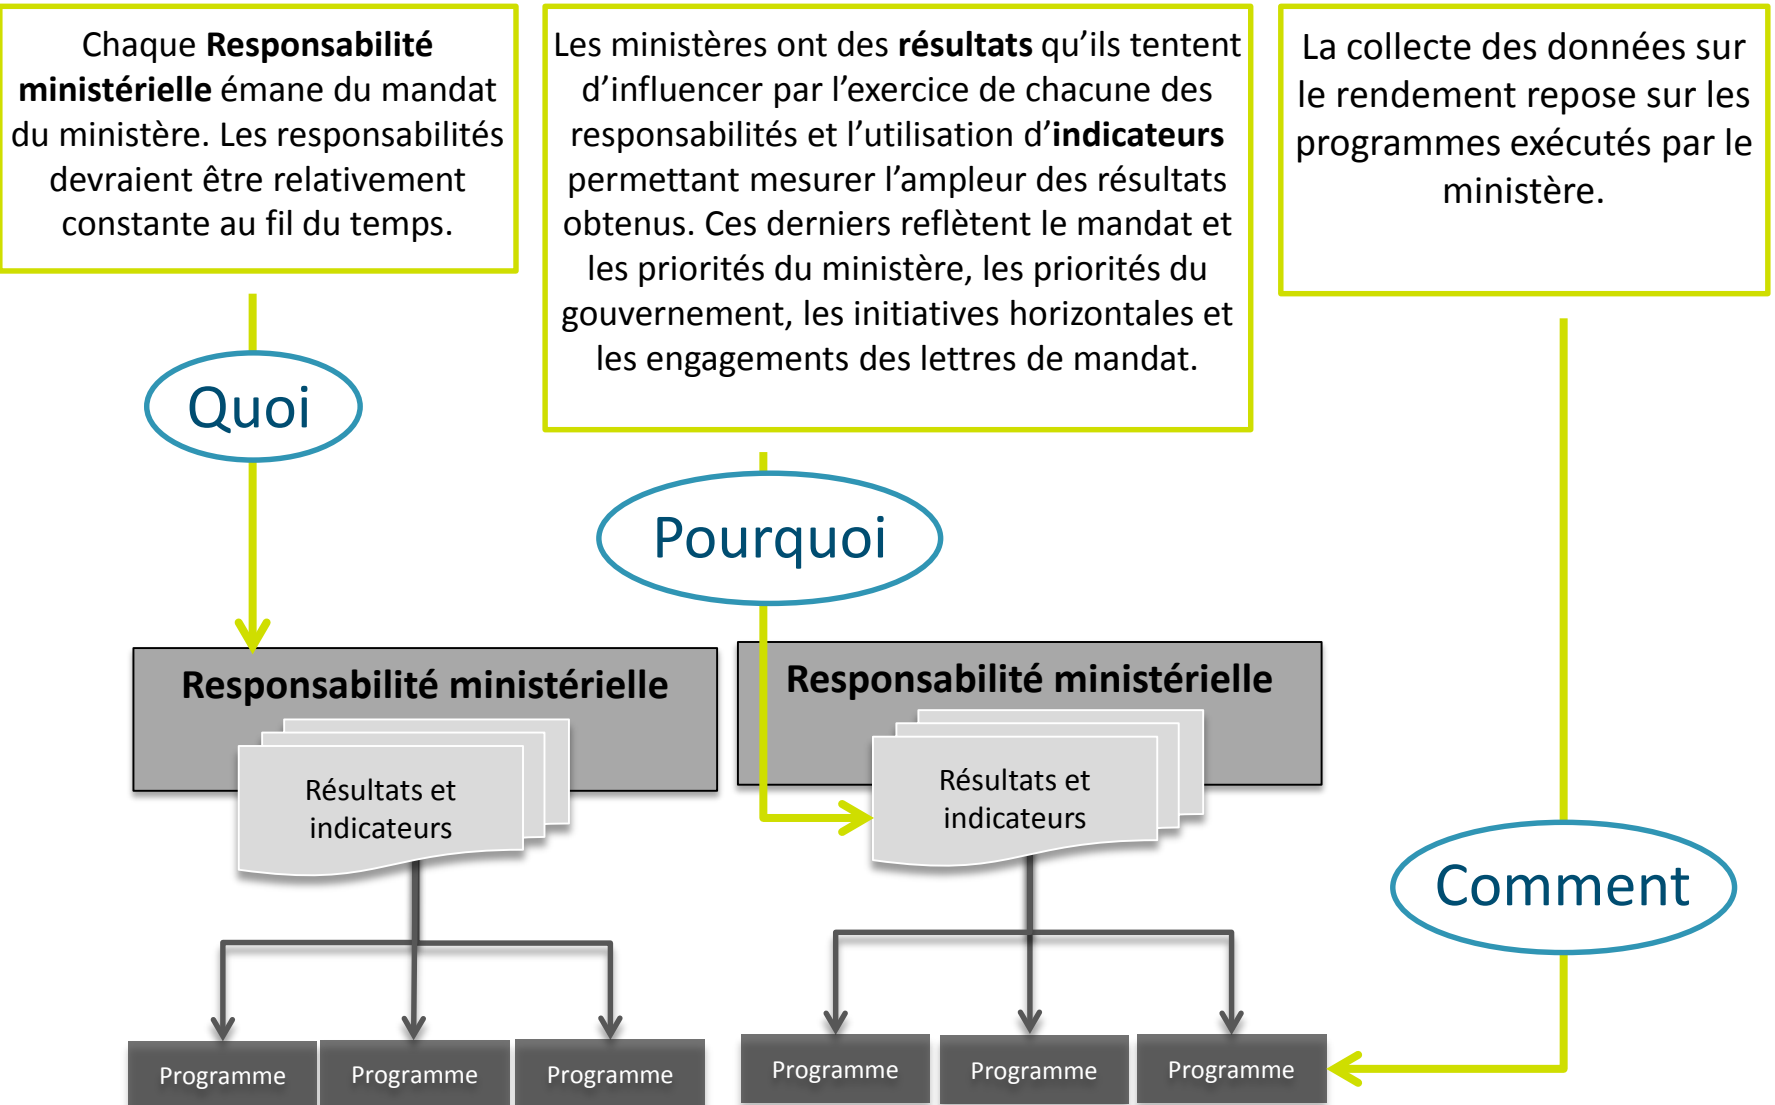 Chaque Responsabilité
ministérielle émane du mandat
du ministère. Les responsabilités
devraient être relativement
constante au fil du temps.
Les ministères ont des résultats qu’ils tentent
d’influencer par l’exercice de chacune des
responsabilités et l’utilisation d’indicateurs
permettant mesurer l’ampleur des résultats
obtenus. Ces derniers reflètent le mandat et
les priorités du ministère, les priorités du
gouvernement, les initiatives horizontales et
les engagements des lettres de mandat.
La collecte des données sur
le rendement repose sur les
programmes exécutés par le
ministère.
Quoi
Pourquoi
Comment
Responsabilité ministérielle
Résultats et
indicateurs
Programme
Programme
Programme
Responsabilité ministérielle
Résultats et
indicateurs
Programme
Programme
Programme